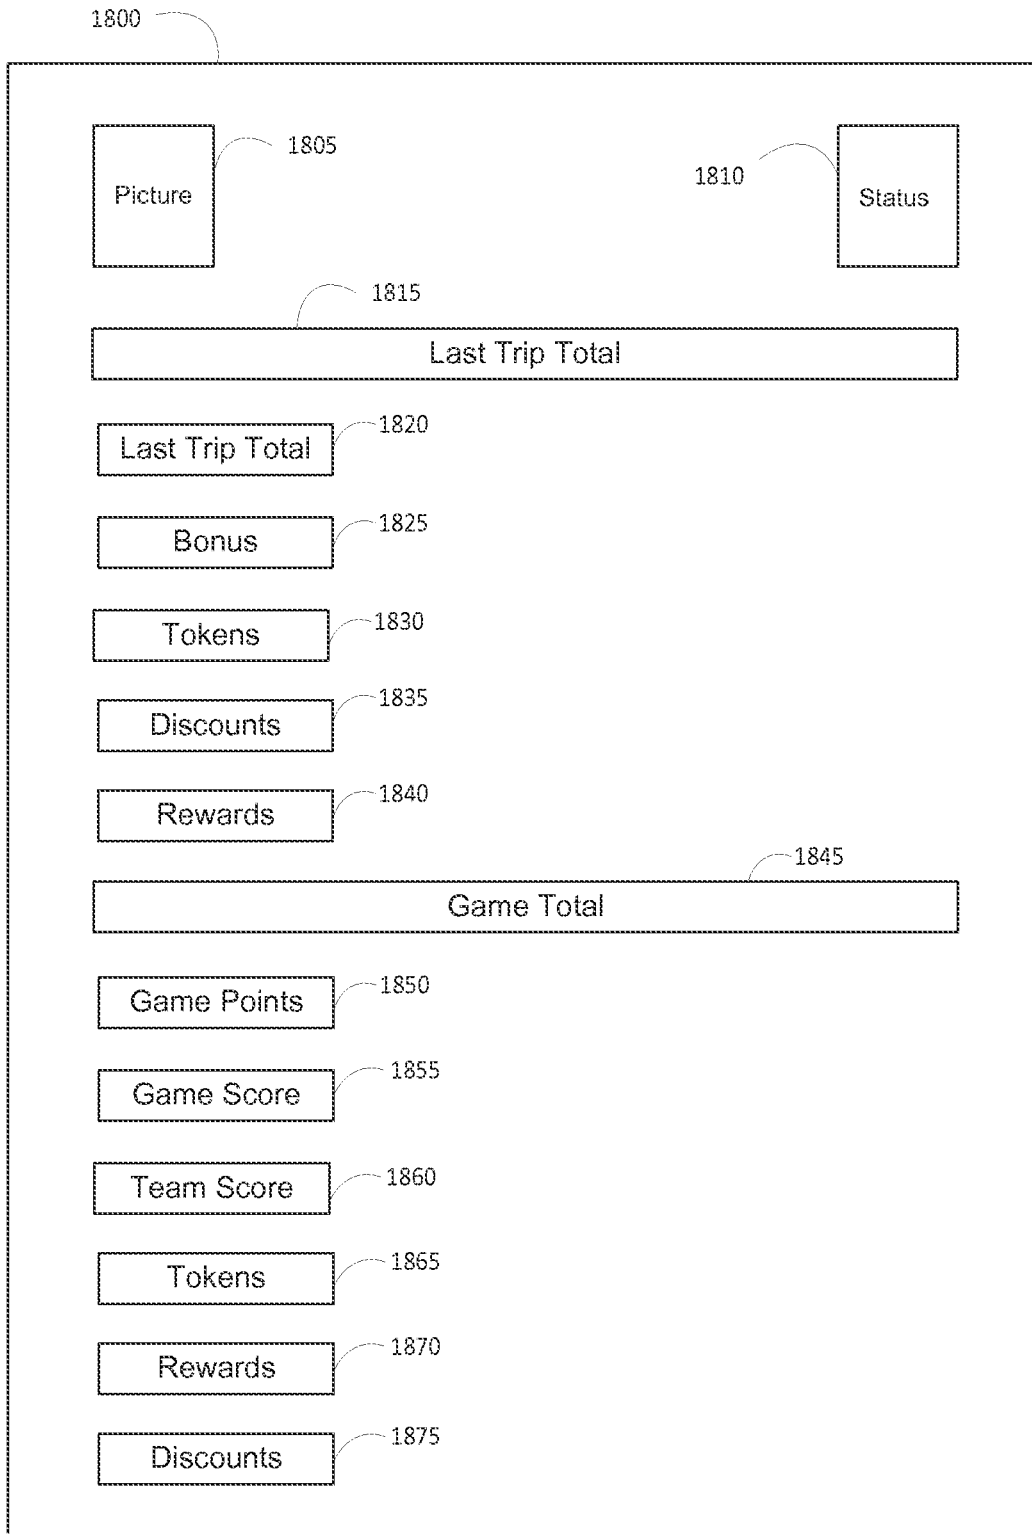 1800
1805
Picture
1810
Status
1815
Last Trip Total
1820
Last Trip Total
1825
Bonus
1830
Tokens
1835
Discounts
1840
Rewards
1845
Game Total
1850
Game Points
1855
Game Score
1860
Team Score
1865
Tokens
1870
Rewards
1875
Discounts